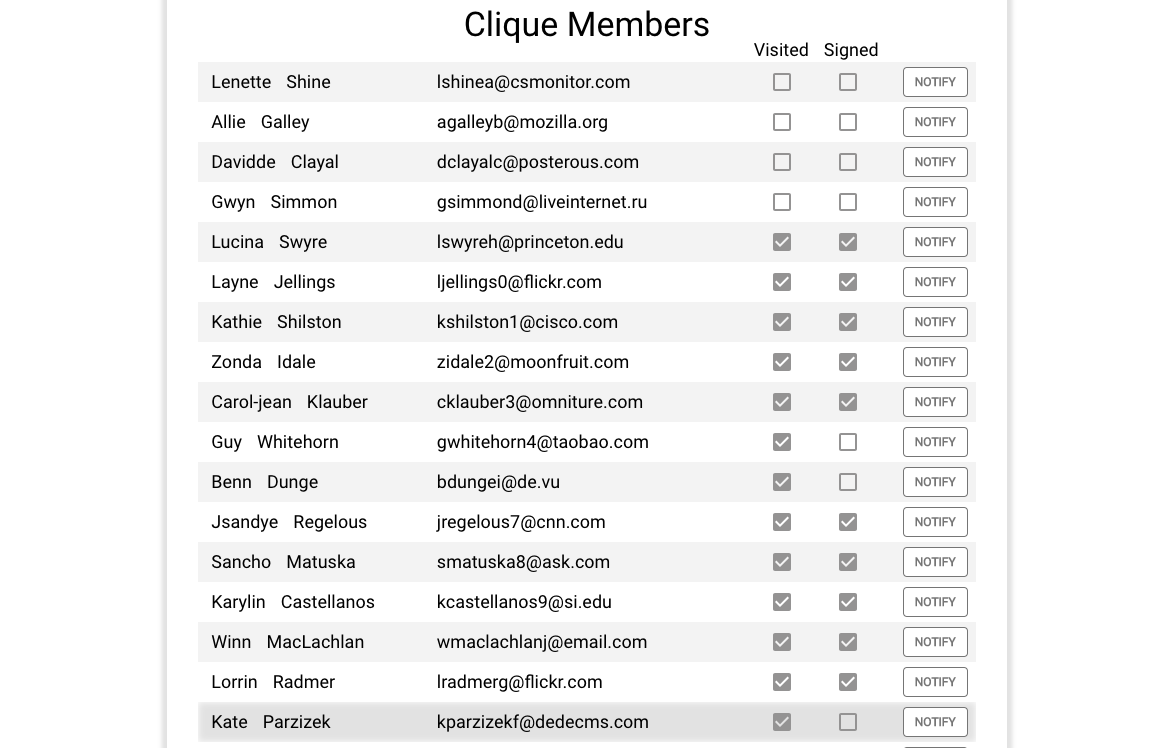 Clique Members
Visited Signed
Lenette Shine lshinea@csmonitor.com NOTIFY
Allie Galley agalleyb@mozilla.org NOTIFY
Davidde Clayal dclayalc@posterous.com NOTIFY
Gwyn Simmon gsimmond@liveinternet.ru NOTIFY
Lucina Swyre lswyreh@princeton.edu NOTIFY
Layne Jellings ljellings0@flickr.com NOTIFY
Kathie Shilston kshilston1@cisco.com NOTIFY
Zonda Idale zidale2@moonfruit.com NOTIFY
Carol-jean Klauber cklauber3@omniture.com NOTIFY
Guy Whitehorn gwhitehorn4@taobao.com NOTIFY
Benn Dunge bdungei@de.vu NOTIFY
Jsandye Regelous jregelous7@cnn.com NOTIFY
Sancho Matuska smatuska8@ask.com NOTIFY
Karylin Castellanos kcastellanos9@si.edu NOTIFY
Winn MacLachlan wmaclachlanj@email.com NOTIFY
Lorrin Radmer lradmerg@flickr.com NOTIFY
Kate Parzizek kparzizekf@dedecms.com NOTIFY